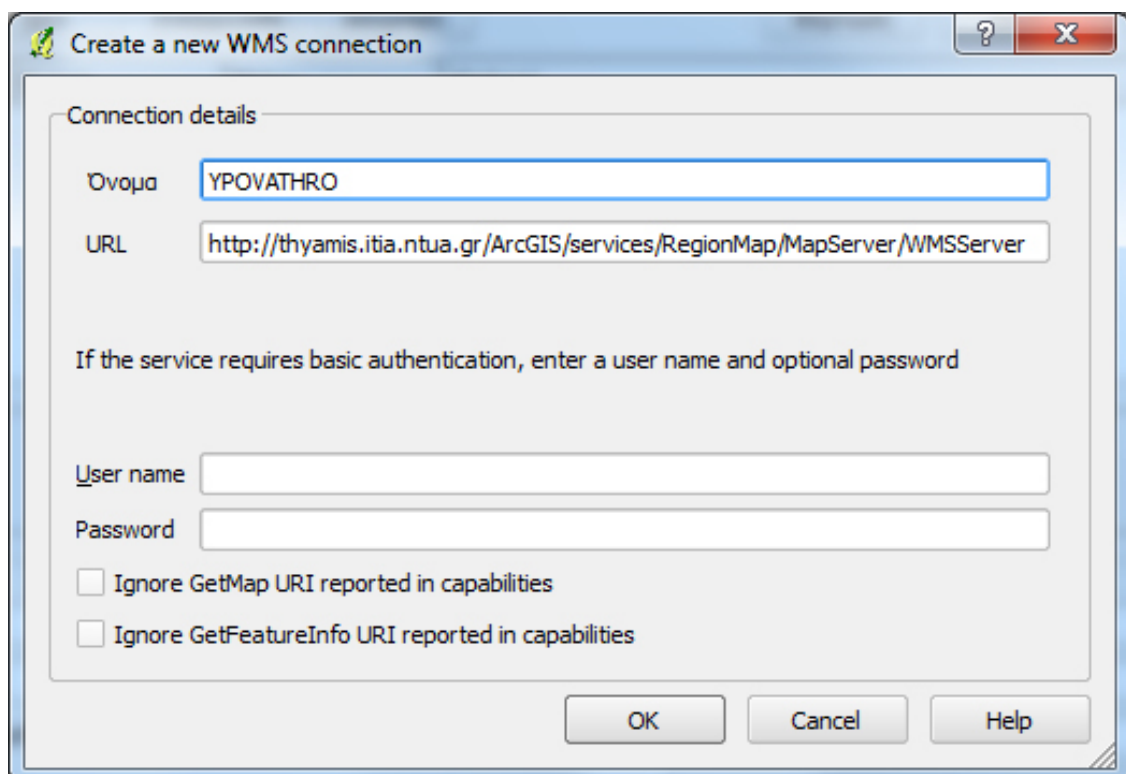 Create a new WMS connection
?
X
Connection details
Όνομα YPOVATHRO
URL http://thyamis.itia.ntua.gr/ArcGIS/services/RegionMap/MapServer/WMSServer
If the service requires basic authentication, enter a user name and optional password
User name
Password
Ignore GetMap URI reported in capabilities
Ignore GetFeatureInfo URI reported in capabilities
OK Cancel Help